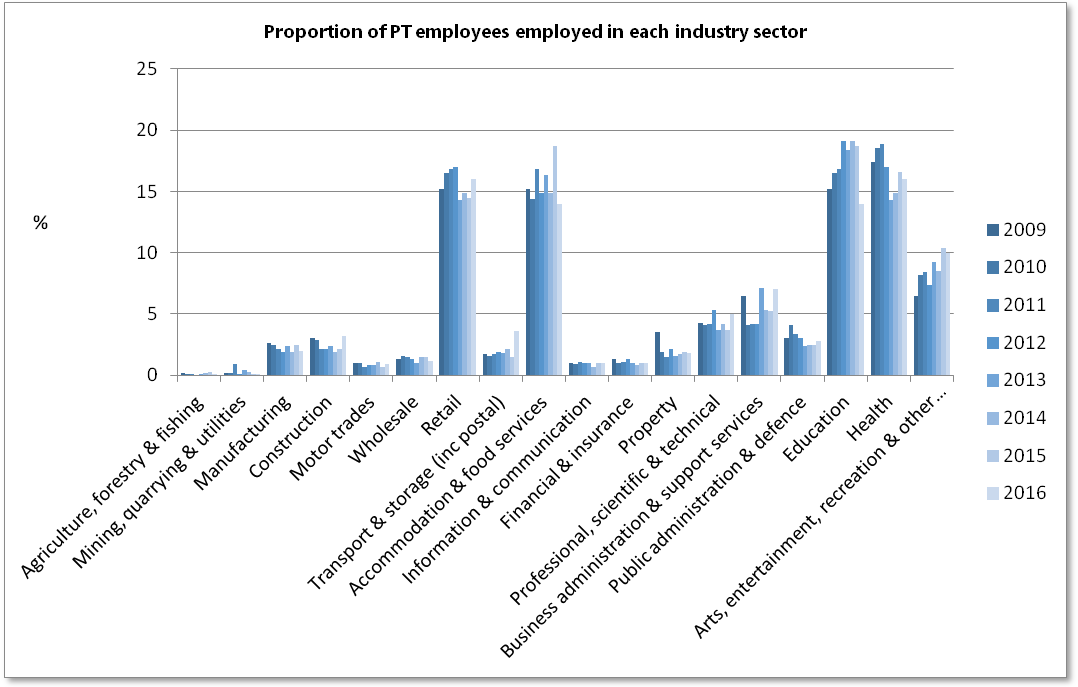 Proportion of PT employees employed in each industry sector
25
20
15
10
5
0
%
Agriculture, forestry & fishing
Mining, quarrying & utilities
Manufacturing
Construction
Motor trades
Wholesale
Retail
Transport & storage (inc postal)
Accommodation & food services
Information & communication
Financial & insurance
Property
Professional, scientific & technical
Business administration & support services
Public administration & defence
Education
Health
Arts, entertainment, recreation & other...
2009
2010
2011
2012
2013
2014
2015
2016